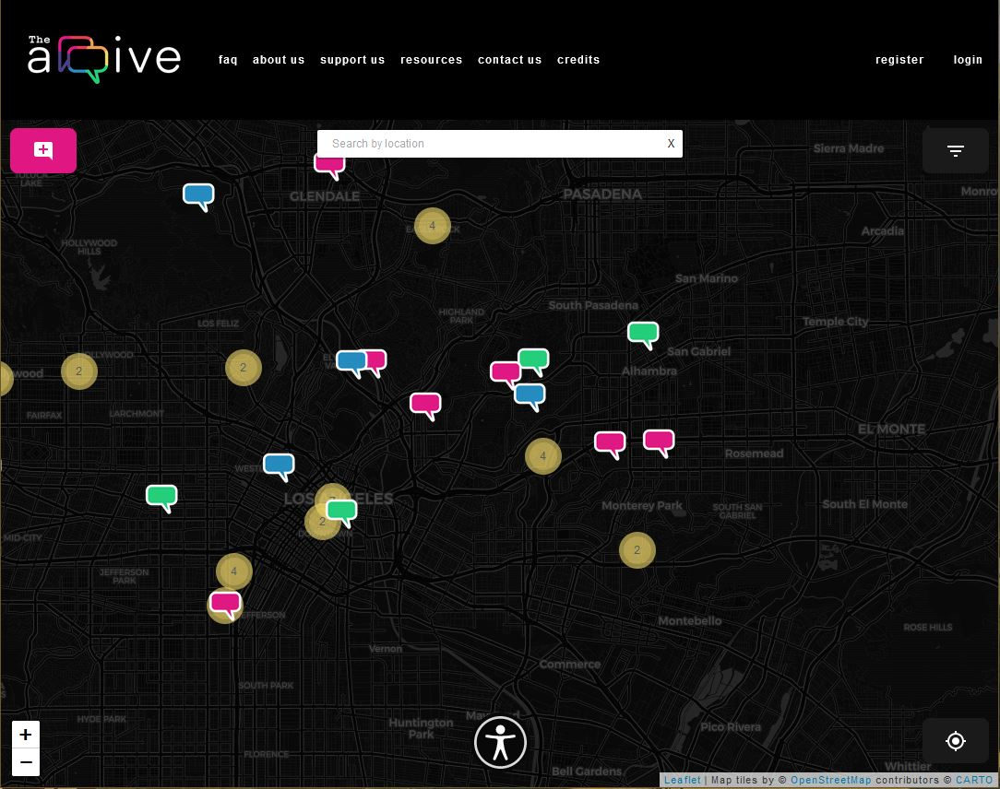 The
a ive
faq about us support us resources contact us credits register login
Search by location X
Sierra Madre
TOLUCA
LAKE
GLENDALE
PASADENA
4
Arcadia
HOLLYWOOD
HILLS
San Marino
South Pasadena
HIGHLAND
PARK
LOS FELIZ
Temple City
San Gabriel
2
2
Alhambra
FAIRFAX
LARCHMONT
EL MONTE
Rosemead
4
LOS
Monterey Park
SOUTH SAN
GABRIEL
South El Monte
2
MID-CITY
2
4
JEFFERSON
PARK
Montebello
ROSE HILLS
Vernon
Commerce
SOUTH PARK
HYDE PARK
Huntington
Park
Pico Rivera
+
−
FLORENCE
Bell Gardens
Whittier
Leaflet | Map tiles by © OpenStreetMap contributors © CARTO